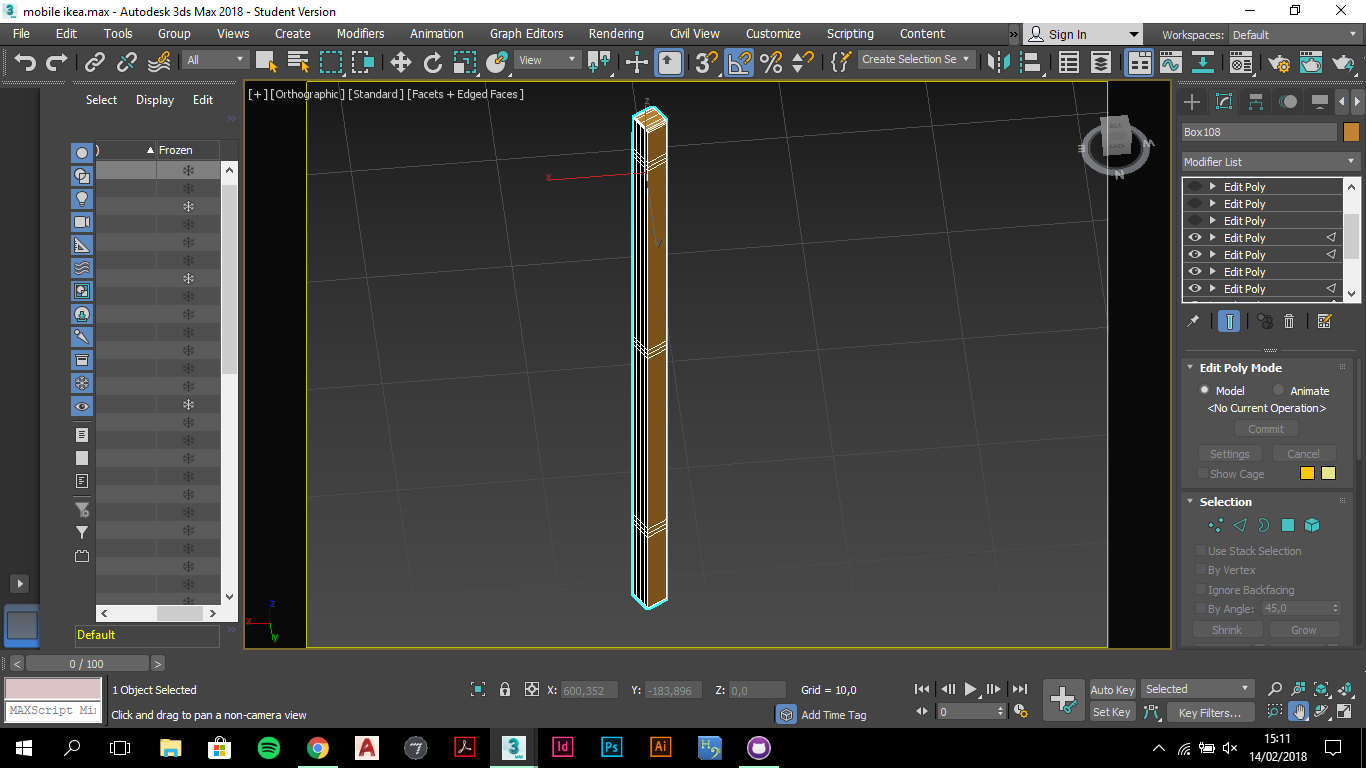 mobile ikea.max - Autodesk 3ds Max 2018 - Student Version
File Edit Tools Group Views Create Modifiers Animation Graph Editors Rendering Civil View Customize Scripting Content » Sign In Workspaces: Default
All View Create Selection Se
Select Display Edit
[+] [Orthographic] [Standard] [Facets + Edged Faces]
) Frozen
Box108
Modifier List
Edit Poly
Edit Poly
Edit Poly
Edit Poly
Edit Poly
Edit Poly
Edit Poly
Edit Poly Mode
Model Animate
<No Current Operation>
Commit
Settings Cancel
Show Cage
Selection
Use Stack Selection
By Vertex
Ignore Backfacing
By Angle: 45,0
Shrink Grow
Default
0 / 100
1 Object Selected X: 600,352 Y: -183,896 Z: 0,0 Grid = 10,0 Auto Key Selected
MAXScript Mi Click and drag to pan a non-camera view Add Time Tag 0 Set Key Key Filters...
15:11
14/02/2018